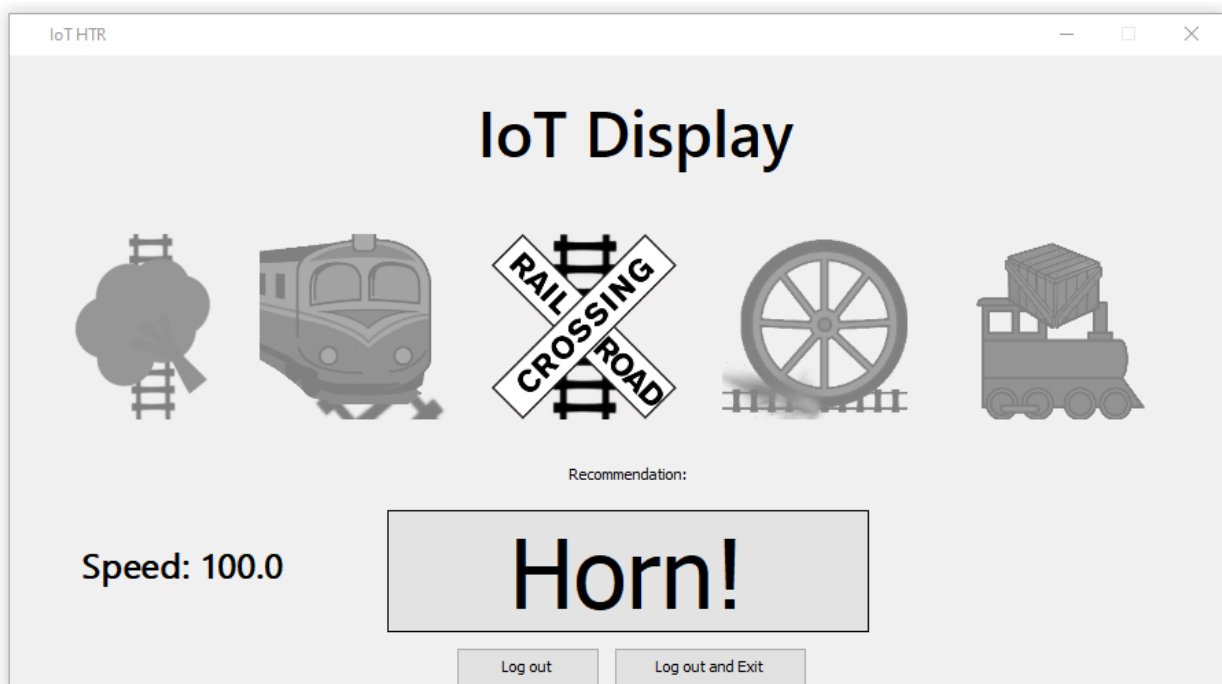 IoT HTR
IoT Display
RAIL
ROAD
CROSSING
Recommendation:
Speed: 100.0
Horn!
Log out
Log out and Exit